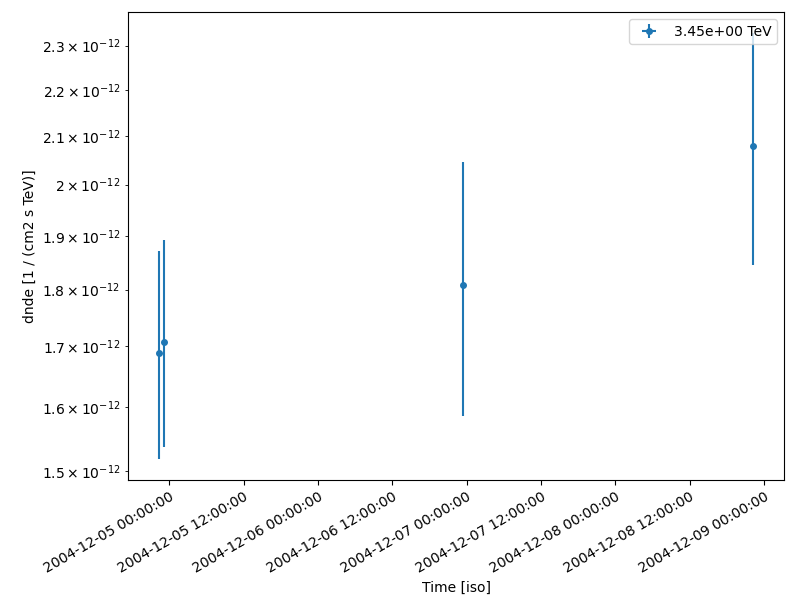 3.45e+00 TeV
dnde [1 / (cm2 s TeV)]
2.3 × 10⁻¹²
2.2 × 10⁻¹²
2.1 × 10⁻¹²
2 × 10⁻¹²
1.9 × 10⁻¹²
1.8 × 10⁻¹²
1.7 × 10⁻¹²
1.6 × 10⁻¹²
1.5 × 10⁻¹²
2004-12-05 00:00:00
2004-12-05 12:00:00
2004-12-06 00:00:00
2004-12-06 12:00:00
2004-12-07 00:00:00
2004-12-07 12:00:00
2004-12-08 00:00:00
2004-12-08 12:00:00
2004-12-09 00:00:00
Time [iso]